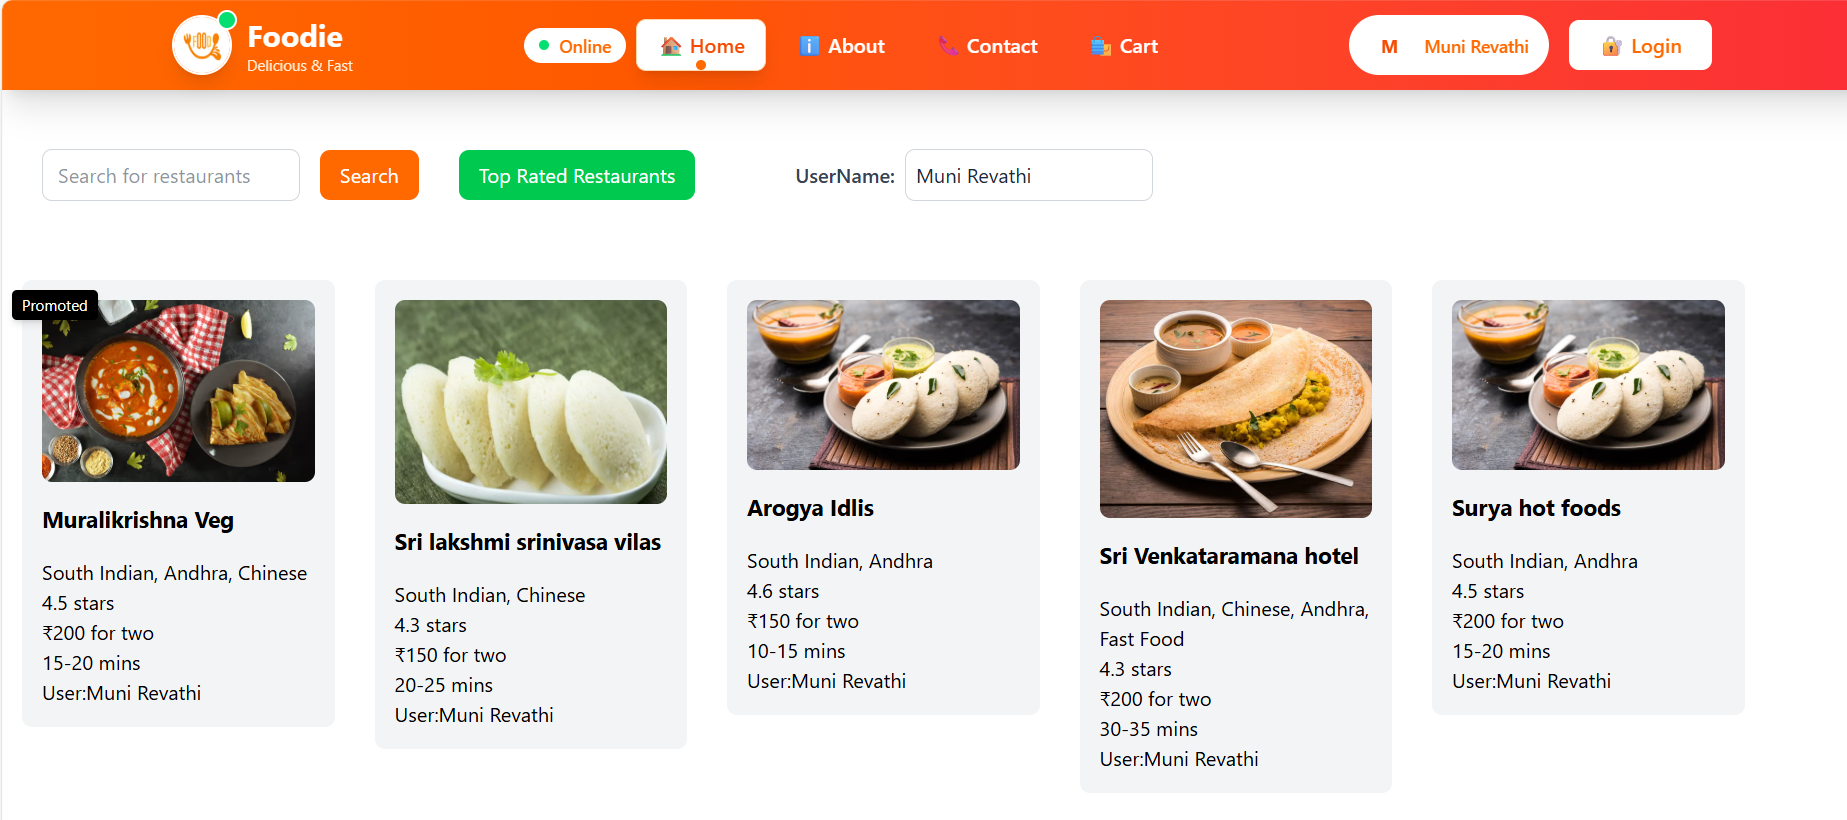 FOOD
Foodie
Delicious & Fast
Online
Home
About
Contact
Cart
M
Muni Revathi
Login
Search for restaurants
Search
Top Rated Restaurants
UserName:
Muni Revathi
Promoted
Muralikrishna Veg
South Indian, Andhra, Chinese
4.5 stars
₹200 for two
15-20 mins
User:Muni Revathi
Sri lakshmi srinivasa vilas
South Indian, Chinese
4.3 stars
₹150 for two
20-25 mins
User:Muni Revathi
Arogya Idlis
South Indian, Andhra
4.6 stars
₹150 for two
10-15 mins
User:Muni Revathi
Sri Venkataramana hotel
South Indian, Chinese, Andhra,
Fast Food
4.3 stars
₹200 for two
30-35 mins
User:Muni Revathi
Surya hot foods
South Indian, Andhra
4.5 stars
₹200 for two
15-20 mins
User:Muni Revathi